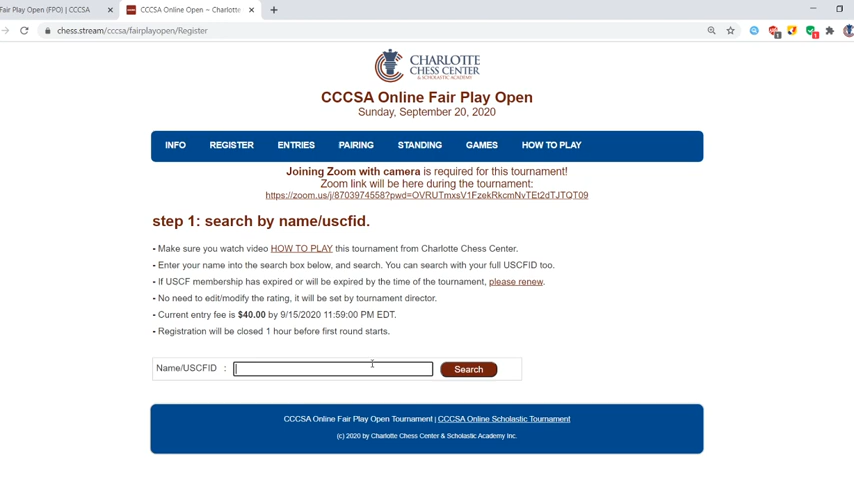 Fair Play Open (FPO) | CCCSA
CCCSA Online Open ~ Charlotte
chess.stream/cccsa/fairplayopen/Register
CHARLOTTE
CHESS CENTER
& SCHOLASTIC ACADEMY
CCCSA Online Fair Play Open
Sunday, September 20, 2020
INFO REGISTER ENTRIES PAIRING STANDING GAMES HOW TO PLAY
Joining Zoom with camera is required for this tournament!
Zoom link will be here during the tournament:
https://zoom.us/j/8703974558?pwd=OVRUTmxsV1FzekRkcmNvTEt2dTJTQT09
step 1: search by name/uscfid.
- Make sure you watch video HOW TO PLAY this tournament from Charlotte Chess Center.
- Enter your name into the search box below, and search. You can search with your full USCFID too.
- If USCF membership has expired or will be expired by the time of the tournament, please renew.
- No need to edit/modify the rating, it will be set by tournament director.
- Current entry fee is $40.00 by 9/15/2020 11:59:00 PM EDT.
- Registration will be closed 1 hour before first round starts.
Name/USCFID : Search
CCCSA Online Fair Play Open Tournament | CCCSA Online Scholastic Tournament
(c) 2020 by Charlotte Chess Center & Scholastic Academy Inc.